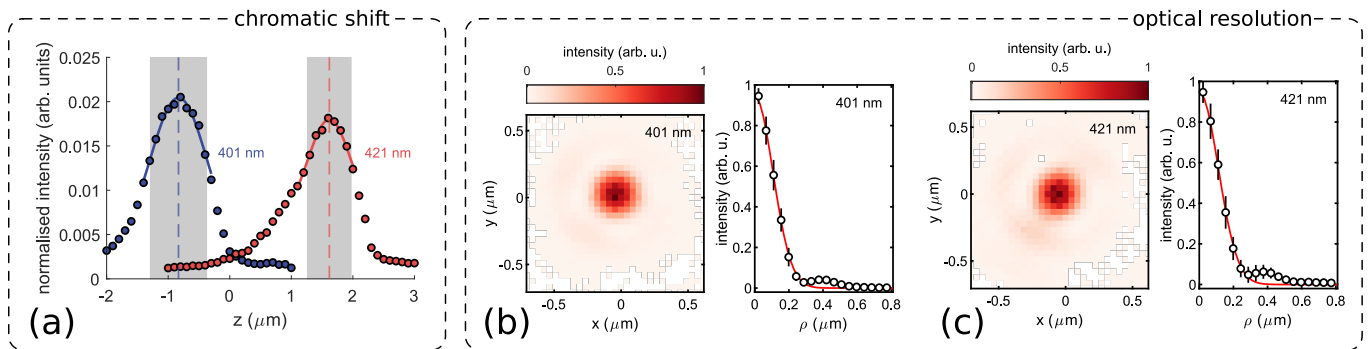 chromatic shift
optical resolution
normalised intensity (arb. units)
0.025
0.02
0.015
0.01
0.005
0
401 nm
421 nm
-2
-1
0
1
2
3
z (μm)
(a)
intensity (arb. u.)
0
0.5
1
401 nm
0.5
0
-0.5
y (μm)
-0.5
0
0.5
x (μm)
(b)
401 nm
intensity (arb. u.)
1
0.8
0.6
0.4
0.2
0
0
0.2
0.4
0.6
0.8
ρ (μm)
intensity (arb. u.)
0
0.5
1
421 nm
0.5
0
-0.5
y (μm)
-0.5
0
0.5
x (μm)
(c)
421 nm
intensity (arb. u.)
1
0.8
0.6
0.4
0.2
0
0
0.2
0.4
0.6
0.8
ρ (μm)